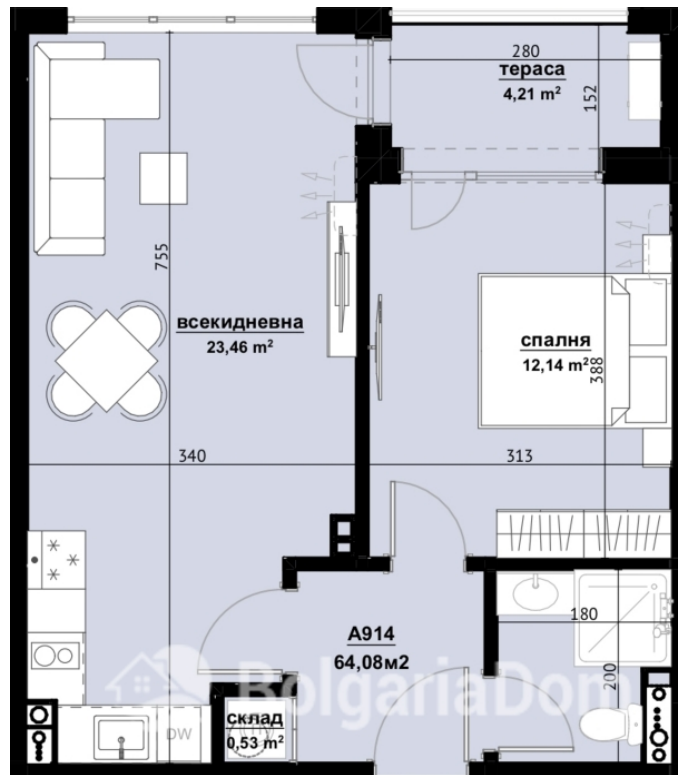 280
тераса
4,21 m²
152
755
всекидневна
23,46 m²
спалня
12,14 m²
388
340
313
A914
64,08м2
180
200
BolgariaDom
склад
0,53 m²
DW